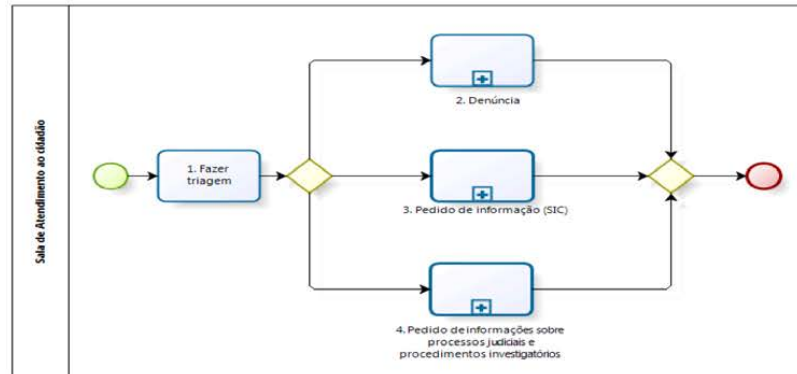 Sala de Atendimento ao cidadão
1. Fazer
triagem
2. Denúncia
3. Pedido de informação (SIC)
4. Pedido de informações sobre
processos judiciais e
procedimentos investigatórios